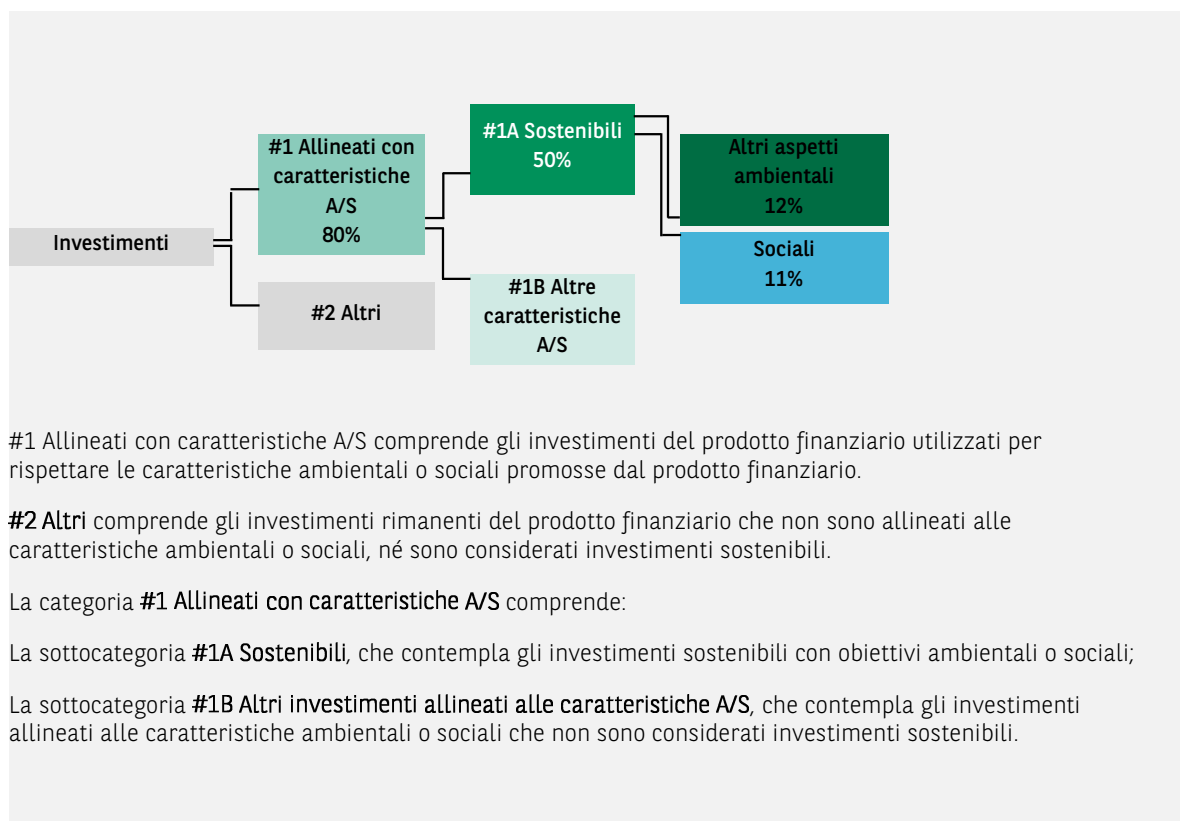 #1A Sostenibili
50%
#1 Allineati con
caratteristiche
A/S
80%
Altri aspetti
ambientali
12%
Investimenti
Sociali
11%
#2 Altri
#1B Altre
caratteristiche
A/S
#1 Allineati con caratteristiche A/S comprende gli investimenti del prodotto finanziario utilizzati per
rispettare le caratteristiche ambientali o sociali promosse dal prodotto finanziario.
#2 Altri comprende gli investimenti rimanenti del prodotto finanziario che non sono allineati alle
caratteristiche ambientali o sociali, né sono considerati investimenti sostenibili.
La categoria #1 Allineati con caratteristiche A/S comprende:
La sottocategoria #1A Sostenibili, che contempla gli investimenti sostenibili con obiettivi ambientali o sociali;
La sottocategoria #1B Altri investimenti allineati alle caratteristiche A/S, che contempla gli investimenti
allineati alle caratteristiche ambientali o sociali che non sono considerati investimenti sostenibili.